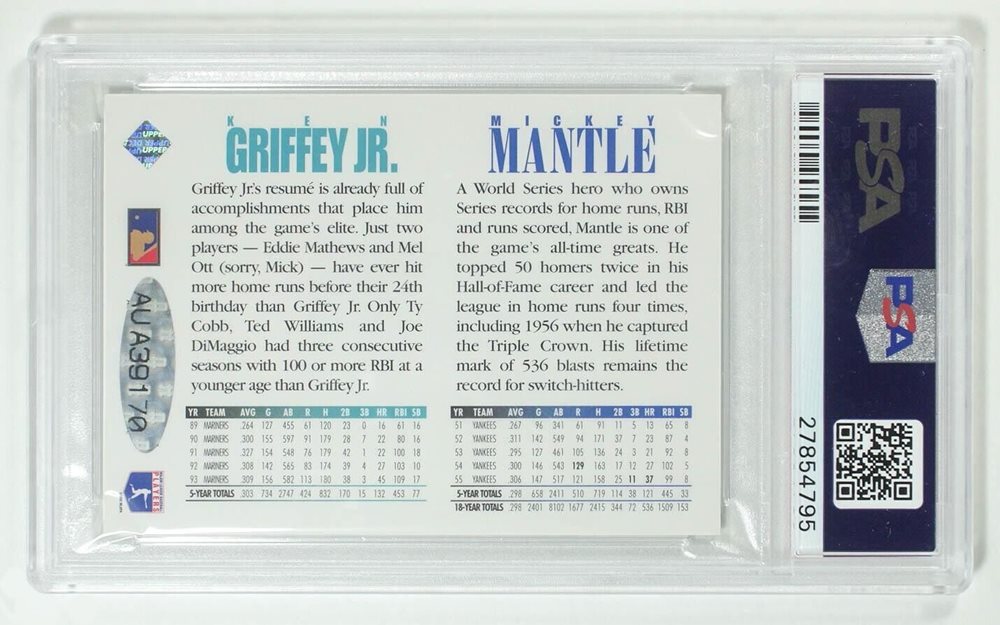 KEN
GRIFFEY JR.
Griffey Jr.'s resumé is already full of
accomplishments that place him
among the game's elite. Just two
players — Eddie Mathews and Mel
Ott (sorry, Mick) — have ever hit
more home runs before their 24th
birthday than Griffey Jr. Only Ty
Cobb, Ted Williams and Joe
DiMaggio had three consecutive
seasons with 100 or more RBI at a
younger age than Griffey Jr.
YR TEAM AVG G AB R H 2B 3B HR RBI SB
89 MARINERS .264 127 455 61 120 23 0 16 61 16
90 MARINERS .300 155 597 91 179 28 7 22 80 16
91 MARINERS .327 154 548 76 179 42 1 22 100 18
92 MARINERS .308 142 565 83 174 39 4 27 103 10
93 MARINERS .309 156 582 113 180 38 3 45 109 17
5-YEAR TOTALS .303 734 2747 424 832 170 15 132 453 77
MICKEY
MANTLE
A World Series hero who owns
Series records for home runs, RBI
and runs scored, Mantle is one of
the game's all-time greats. He
topped 50 homers twice in his
Hall-of-Fame career and led the
league in home runs four times,
including 1956 when he captured
the Triple Crown. His lifetime
mark of 536 blasts remains the
record for switch-hitters.
YR TEAM AVG G AB R H 2B 3B HR RBI SB
51 YANKEES .267 96 341 61 91 11 5 13 65 8
52 YANKEES .311 142 549 94 171 37 7 23 87 4
53 YANKEES .295 127 461 105 136 24 3 21 92 8
54 YANKEES .300 146 543 129 163 17 12 27 102 5
55 YANKEES .306 147 517 121 158 25 11 37 99 8
5-YEAR TOTALS .298 658 2411 510 719 114 38 121 445 33
18-YEAR TOTALS .298 2401 8102 1677 2415 344 72 536 1509 153
AUA39170
PLAYERS
PSA
PSA
27854795